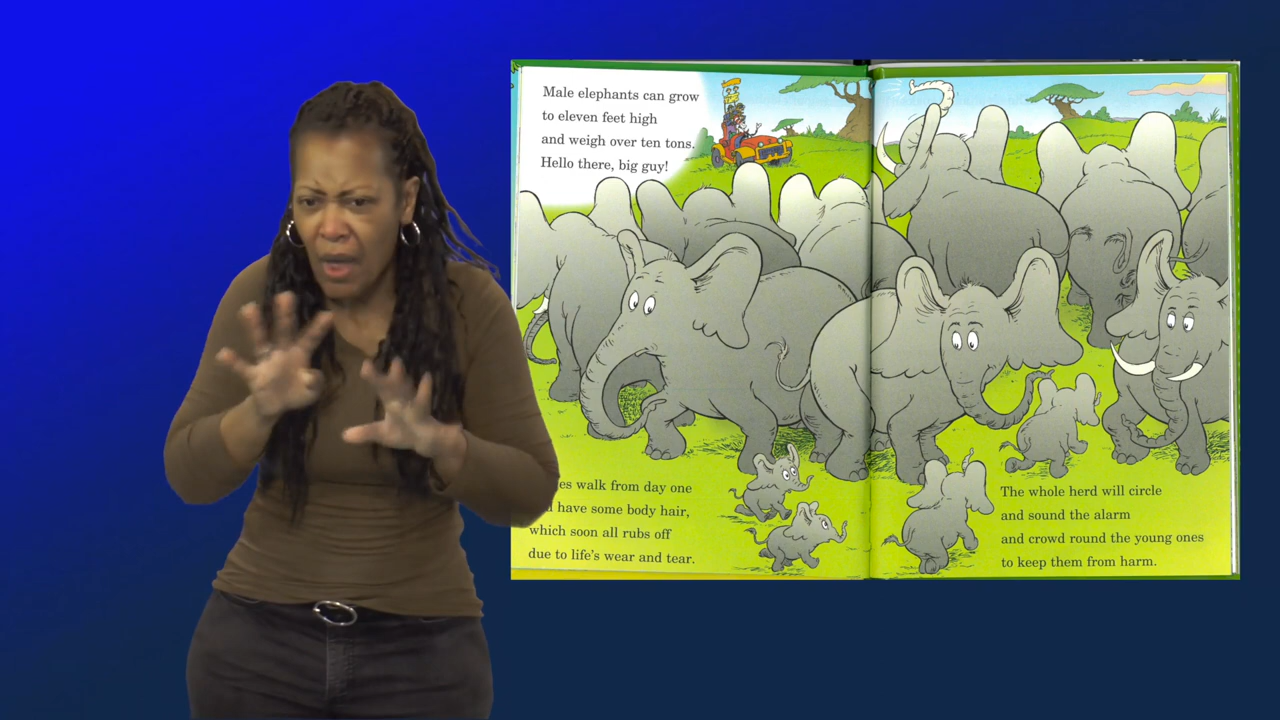 Male elephants can grow
to eleven feet high
and weigh over ten tons.
Hello there, big guy!
walk from day one
have some body hair,
which soon all rubs off
due to life's wear and tear.
The whole herd will circle
and sound the alarm
and crowd round the young ones
to keep them from harm.